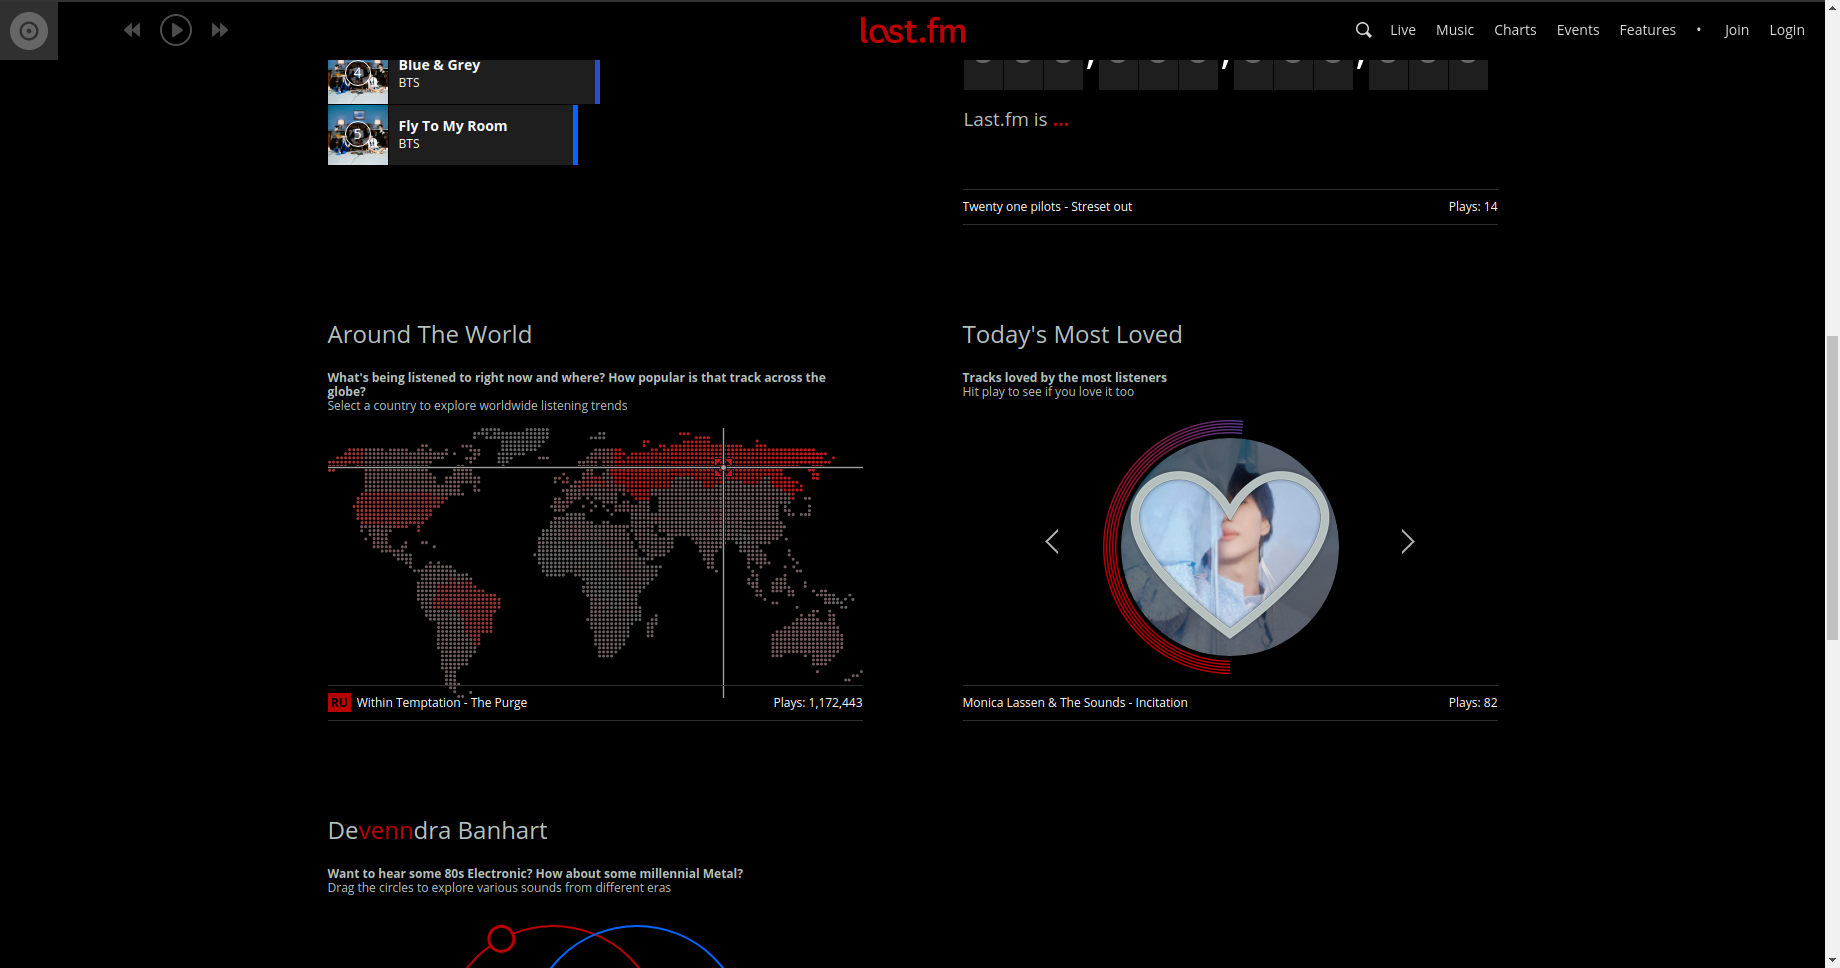 last.fm
Live Music Charts Events Features • Join Login
4
Blue & Grey
BTS
5
Fly To My Room
BTS
Last.fm is ...
Twenty one pilots - Streset out
Plays: 14
Around The World
What's being listened to right now and where? How popular is that track across the
globe?
Select a country to explore worldwide listening trends
RU Within Temptation - The Purge
Plays: 1,172,443
Today's Most Loved
Tracks loved by the most listeners
Hit play to see if you love it too
Monica Lassen & The Sounds - Incitation
Plays: 82
Devenndra Banhart
Want to hear some 80s Electronic? How about some millennial Metal?
Drag the circles to explore various sounds from different eras